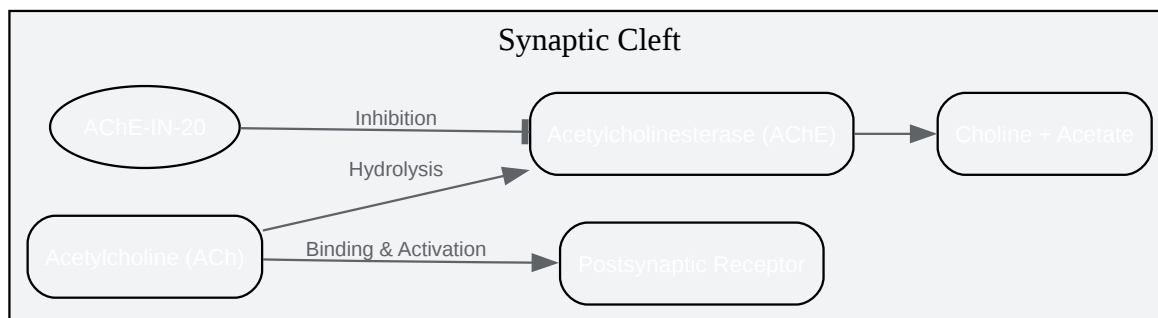 Synaptic Cleft
AChE-IN-20
Inhibition
Acetylcholinesterase (AChE)
Choline + Acetate
Hydrolysis
Acetylcholine (ACh)
Binding & Activation
Postsynaptic Receptor